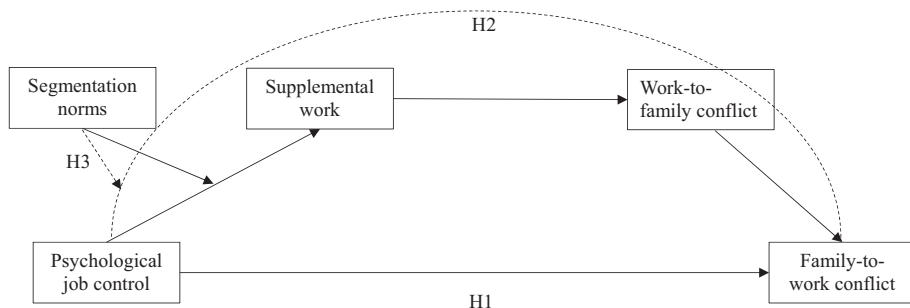 H2
Segmentation
norms
Supplemental
work
Work-to-
family conflict
H3
Psychological
job control
Family-to-
work conflict
H1